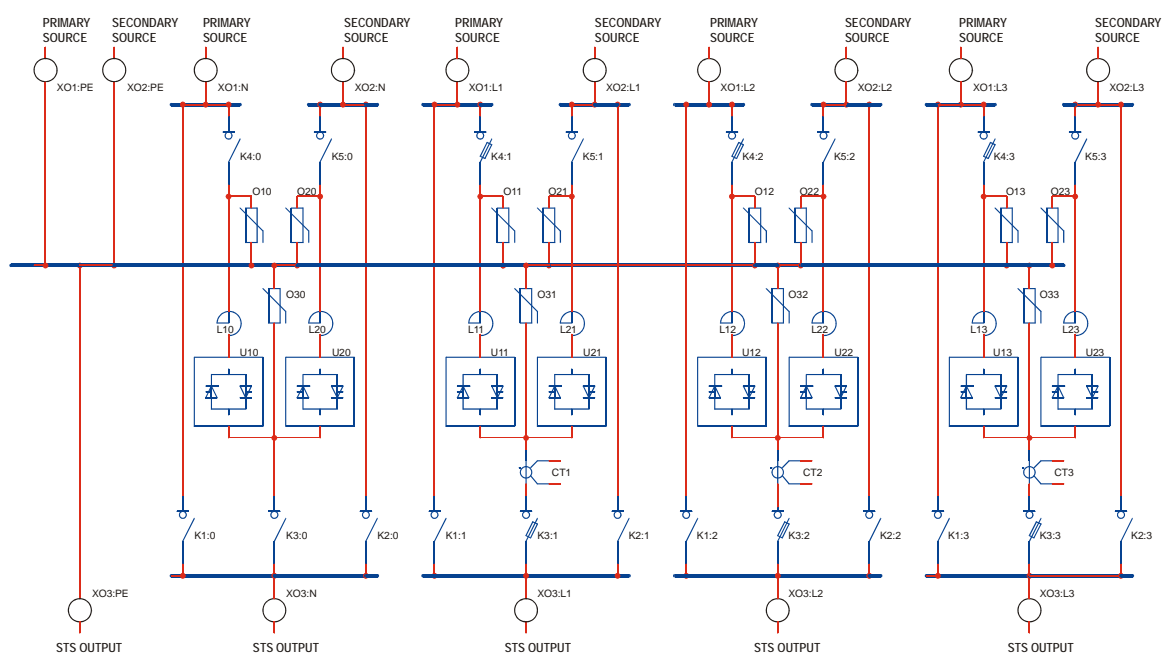 PRIMARY SECONDARY PRIMARY SECONDARY PRIMARY SECONDARY PRIMARY SECONDARY PRIMARY SECONDARY
SOURCE SOURCE SOURCE SOURCE SOURCE SOURCE SOURCE SOURCE SOURCE SOURCE
XO1:PE XO2:PE XO1:N XO2:N XO1:L1 XO2:L1 XO1:L2 XO2:L2 XO1:L3 XO2:L3
K4:0 K5:0 K4:1 K5:1 K4:2 K5:2 K4:3 K5:3
O10 O20 O11 O21 O12 O22 O13 O23
O30 O31 O32 O33
L10 L20 L11 L21 L12 L22 L13 L23
U10 U20 U11 U21 U12 U22 U13 U23
CT1 CT2 CT3
K1:0 K3:0 K2:0 K1:1 K3:1 K2:1 K1:2 K3:2 K2:2 K1:3 K3:3 K2:3
XO3:PE XO3:N XO3:L1 XO3:L2 XO3:L3
STS OUTPUT STS OUTPUT STS OUTPUT STS OUTPUT STS OUTPUT